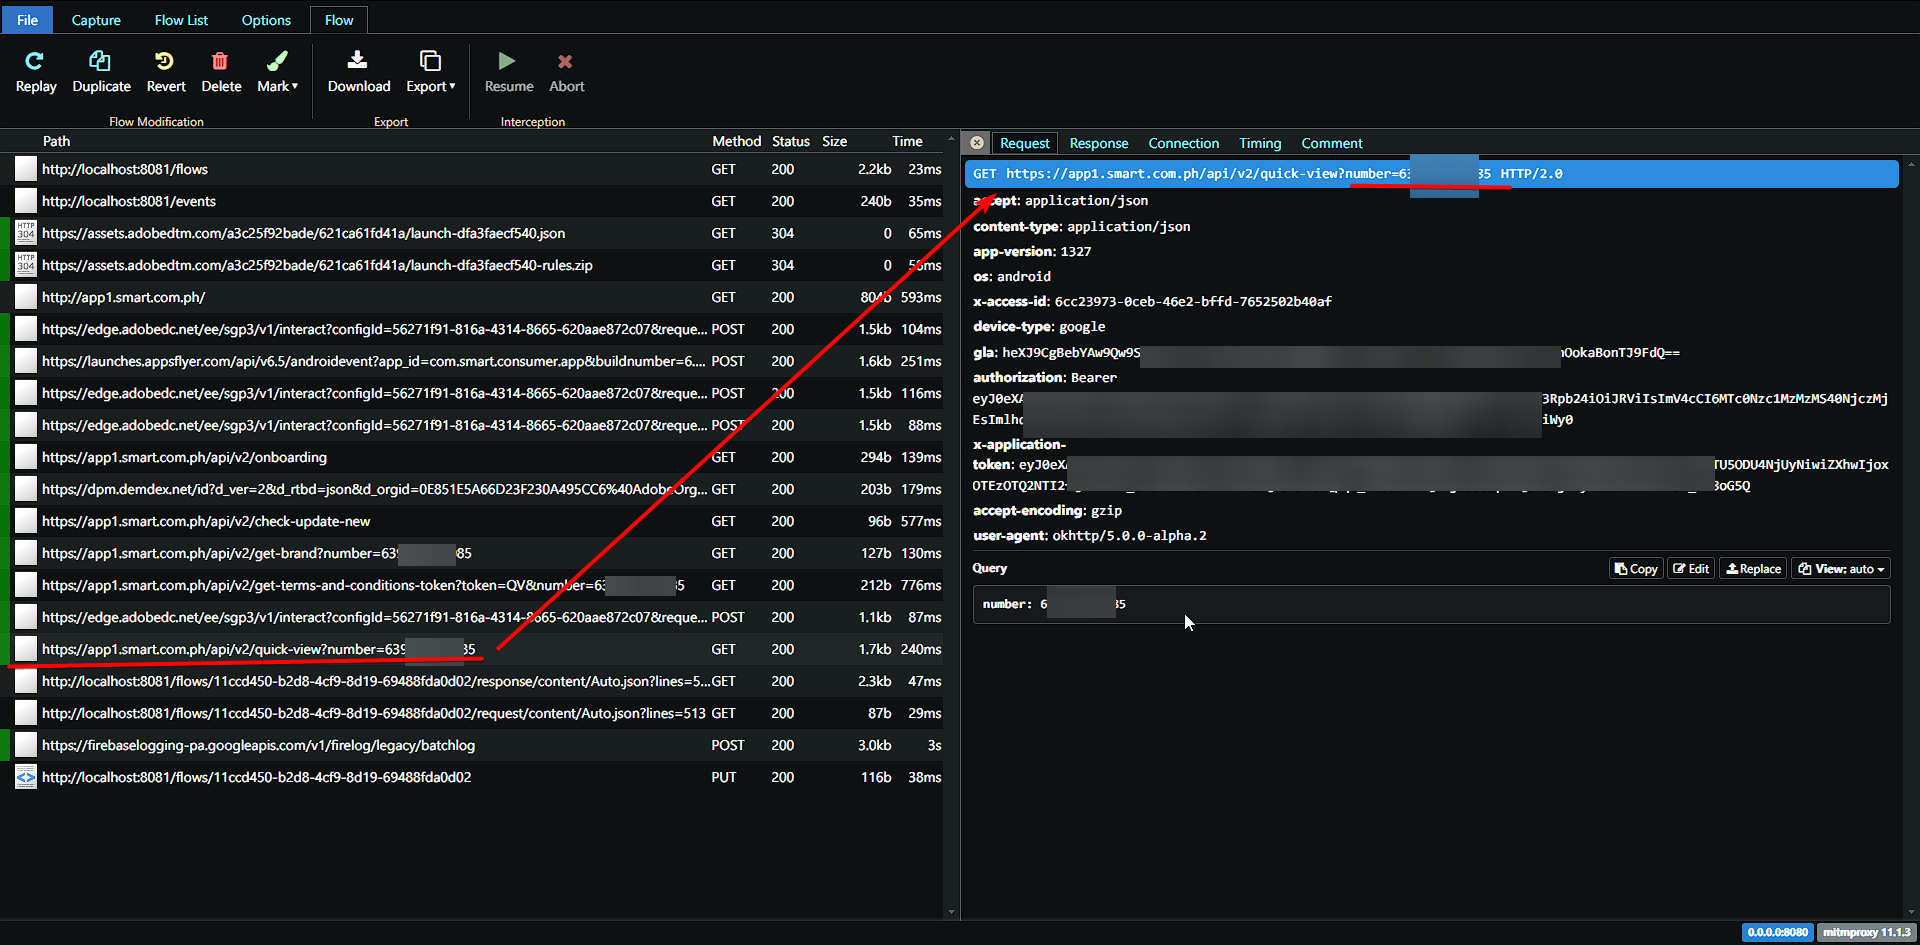 File Capture Flow List Options Flow
Replay Duplicate Revert Delete Mark▾ Download Export▾ Resume Abort
Flow Modification Export Interception
Path Method Status Size Time
http://localhost:8081/flows GET 200 2.2kb 23ms
http://localhost:8081/events GET 200 240b 35ms
HTTP 304 https://assets.adobedtm.com/a3c25f92bade/621ca61fd41a/launch-dfa3faecf540.json GET 304 0 65ms
HTTP 304 https://assets.adobedtm.com/a3c25f92bade/621ca61fd41a/launch-dfa3faecf540-rules.zip GET 304 0 58ms
http://app1.smart.com.ph/ GET 200 804b 593ms
https://edge.adobedc.net/ee/sgp3/v1/interact?configId=56271f91-816a-4314-8665-620aae872c07&reque... POST 200 1.5kb 104ms
https://launches.appsflyer.com/api/v6.5/androidevent?app_id=com.smart.consumer.app&buildnumber=6.... POST 200 1.6kb 251ms
https://edge.adobedc.net/ee/sgp3/v1/interact?configId=56271f91-816a-4314-8665-620aae872c07&reque... POST 200 1.5kb 116ms
https://edge.adobedc.net/ee/sgp3/v1/interact?configId=56271f91-816a-4314-8665-620aae872c07&reque... POST 200 1.5kb 88ms
https://app1.smart.com.ph/api/v2/onboarding GET 200 294b 139ms
https://dpm.demdex.net/id?d_ver=2&d_rtbd=json&d_orgid=0E851E5A66D23F230A495CC6%40AdobeOrg... GET 200 203b 179ms
https://app1.smart.com.ph/api/v2/check-update-new GET 200 96b 577ms
https://app1.smart.com.ph/api/v2/get-brand?number=639 85 GET 200 127b 130ms
https://app1.smart.com.ph/api/v2/get-terms-and-conditions-token?token=QV&number=63 5 GET 200 212b 776ms
https://edge.adobedc.net/ee/sgp3/v1/interact?configId=56271f91-816a-4314-8665-620aae872c07&reque... POST 200 1.1kb 87ms
https://app1.smart.com.ph/api/v2/quick-view?number=639 35 GET 200 1.7kb 240ms
http://localhost:8081/flows/11ccd450-b2d8-4cf9-8d19-69488fda0d02/response/content/Auto.json?lines=5... GET 200 2.3kb 47ms
http://localhost:8081/flows/11ccd450-b2d8-4cf9-8d19-69488fda0d02/request/content/Auto.json?lines=513 GET 200 87b 29ms
https://firebaselogging-pa.googleapis.com/v1/firelog/legacy/batchlog POST 200 3.0kb 3s
http://localhost:8081/flows/11ccd450-b2d8-4cf9-8d19-69488fda0d02 PUT 200 116b 38ms
Request Response Connection Timing Comment
GET https://app1.smart.com.ph/api/v2/quick-view?number=63 35 HTTP/2.0
accept: application/json
content-type: application/json
app-version: 1327
os: android
x-access-id: 6cc23973-0ceb-46e2-bffd-7652502b40af
device-type: google
gla: heXJ9CgBebYAw9Qw9S OokaBonTJ9FdQ==
authorization: Bearer
eyJ0eXA 3Rpb24iOiJRViIsImV4cCI6MTc0Nzc1MzMzMS40NjczMj
EsImlhc iWy0
x-application-
token: eyJ0eXA TU5ODU4NjUyNiwiZXhwIjox
OTEzOTQ2NTI2 3oG5Q
accept-encoding: gzip
user-agent: okhttp/5.0.0-alpha.2
Query Copy Edit Replace View: auto
number: 6 35
0.0.0.0:8080 mitmproxy 11.1.3